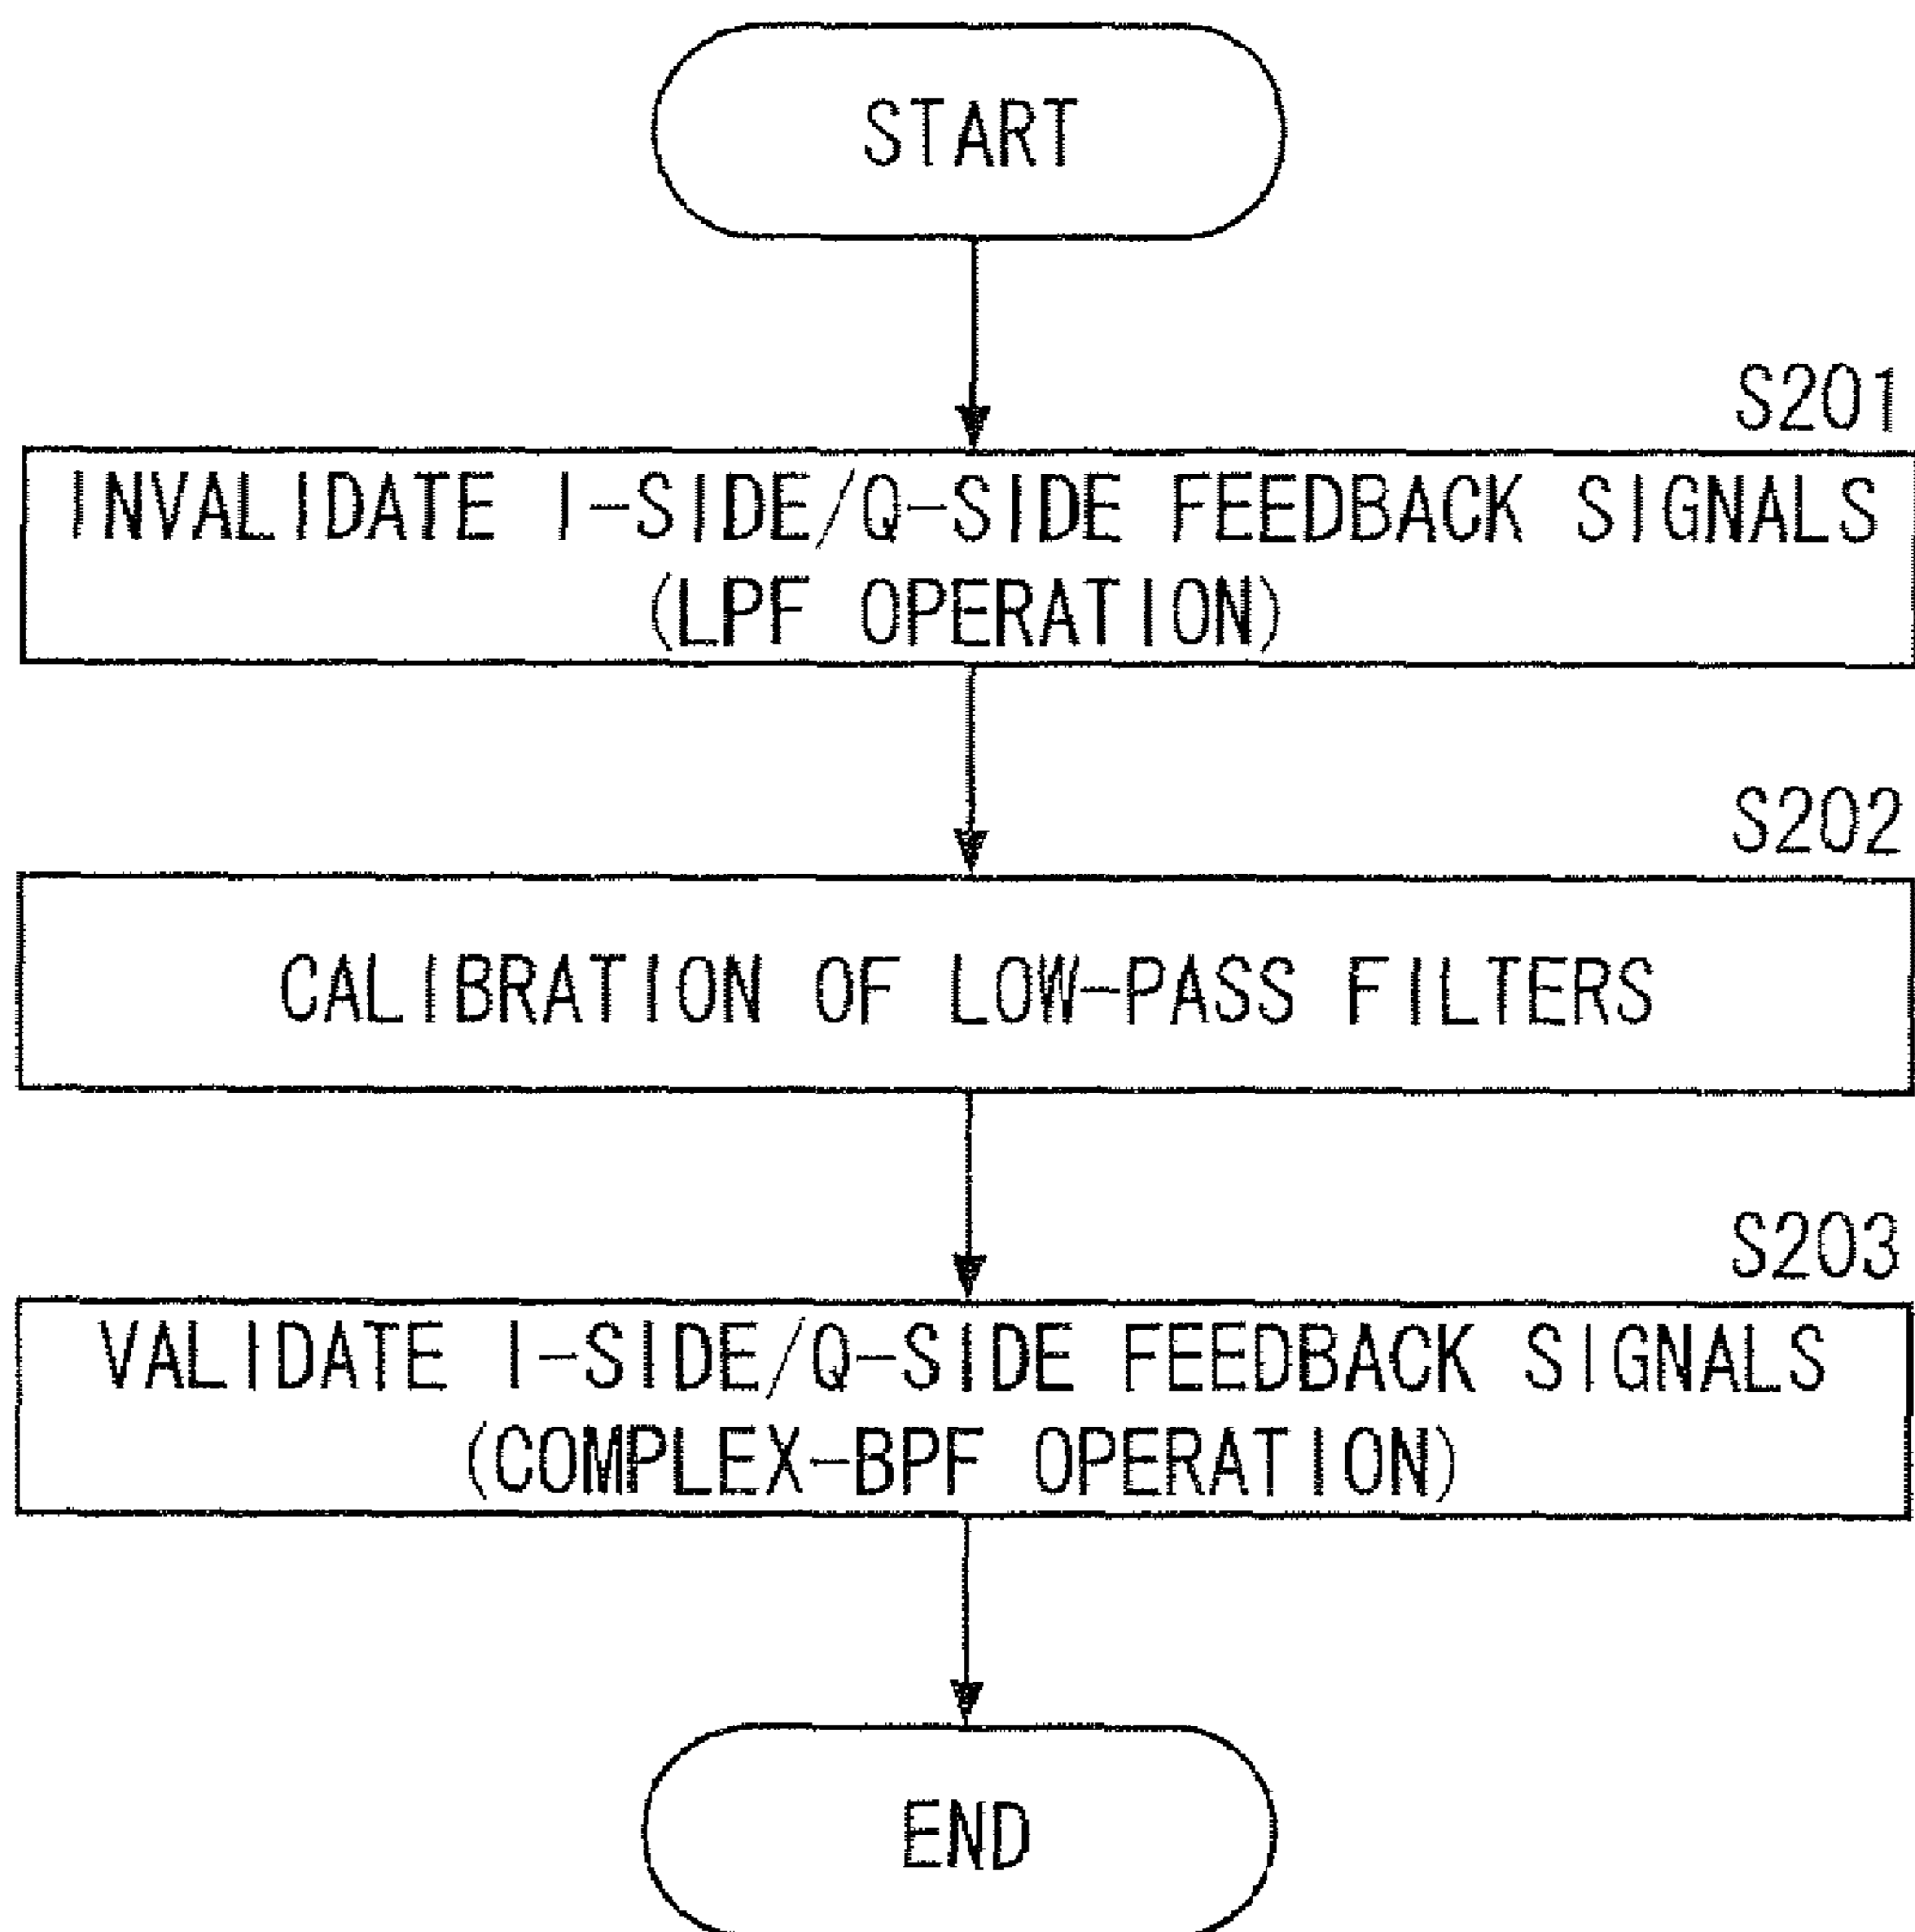 START
S201
INVALIDATE I-SIDE/Q-SIDE FEEDBACK SIGNALS
(LPF OPERATION)
S202
CALIBRATION OF LOW-PASS FILTERS
S203
VALIDATE I-SIDE/Q-SIDE FEEDBACK SIGNALS
(COMPLEX-BPF OPERATION)
END